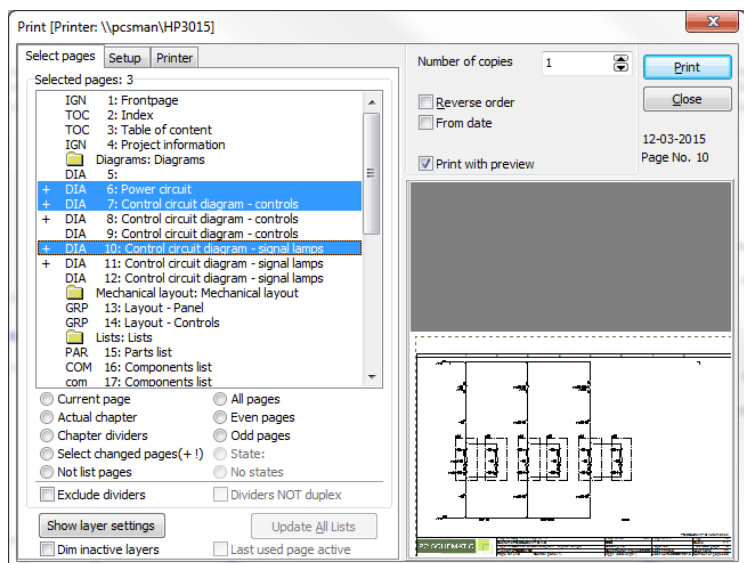 Print [Printer: \\pcsman\HP3015]
Select pages Setup Printer
Selected pages: 3
IGN 1: Frontpage
TOC 2: Index
TOC 3: Table of content
IGN 4: Project information
Diagrams: Diagrams
DIA 5:
+ DIA 6: Power circuit
+ DIA 7: Control circuit diagram - controls
+ DIA 8: Control circuit diagram - controls
DIA 9: Control circuit diagram - controls
+ DIA 10: Control circuit diagram - signal lamps
+ DIA 11: Control circuit diagram - signal lamps
DIA 12: Control circuit diagram - signal lamps
Mechanical layout: Mechanical layout
GRP 13: Layout - Panel
GRP 14: Layout - Controls
Lists: Lists
PAR 15: Parts list
COM 16: Components list
com 17: Components list
Current page All pages
Actual chapter Even pages
Chapter dividers Odd pages
Select changed pages(+ !) State:
Not list pages No states
Exclude dividers Dividers NOT duplex
Show layer settings Update All Lists
Dim inactive layers Last used page active
Number of copies 1
Reverse order
From date
Print with preview
Print
Close
12-03-2015
Page No. 10
PC|SCHEMATIC